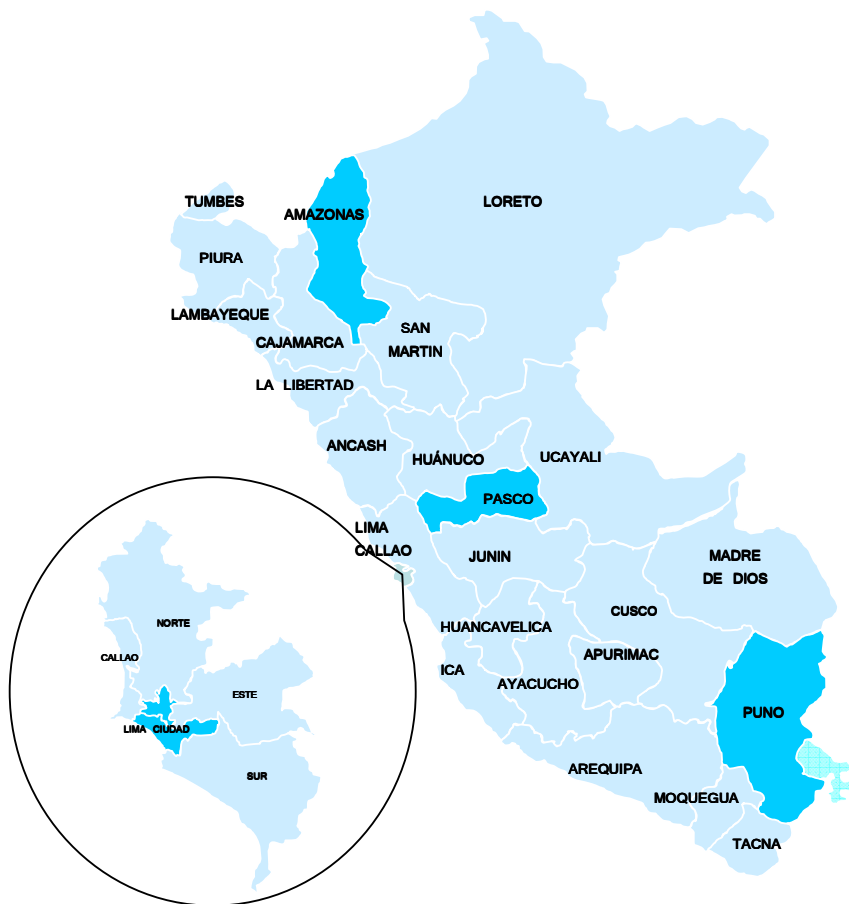 TUMBES
AMAZONAS
LORETO
PIURA
LAMBAYEQUE
CAJAMARCA
SAN
MARTIN
LA LIBERTAD
ANCASH
HUÁNUCO
UCAYALI
PASCO
LIMA
CALLAO
JUNIN
MADRE
DE DIOS
CUSCO
HUANCAVELICA
APURIMAC
ICA
AYACUCHO
PUNO
AREQUIPA
MOQUEGUA
TACNA
NORTE
CALLAO
ESTE
LIMA CIUDAD
SUR